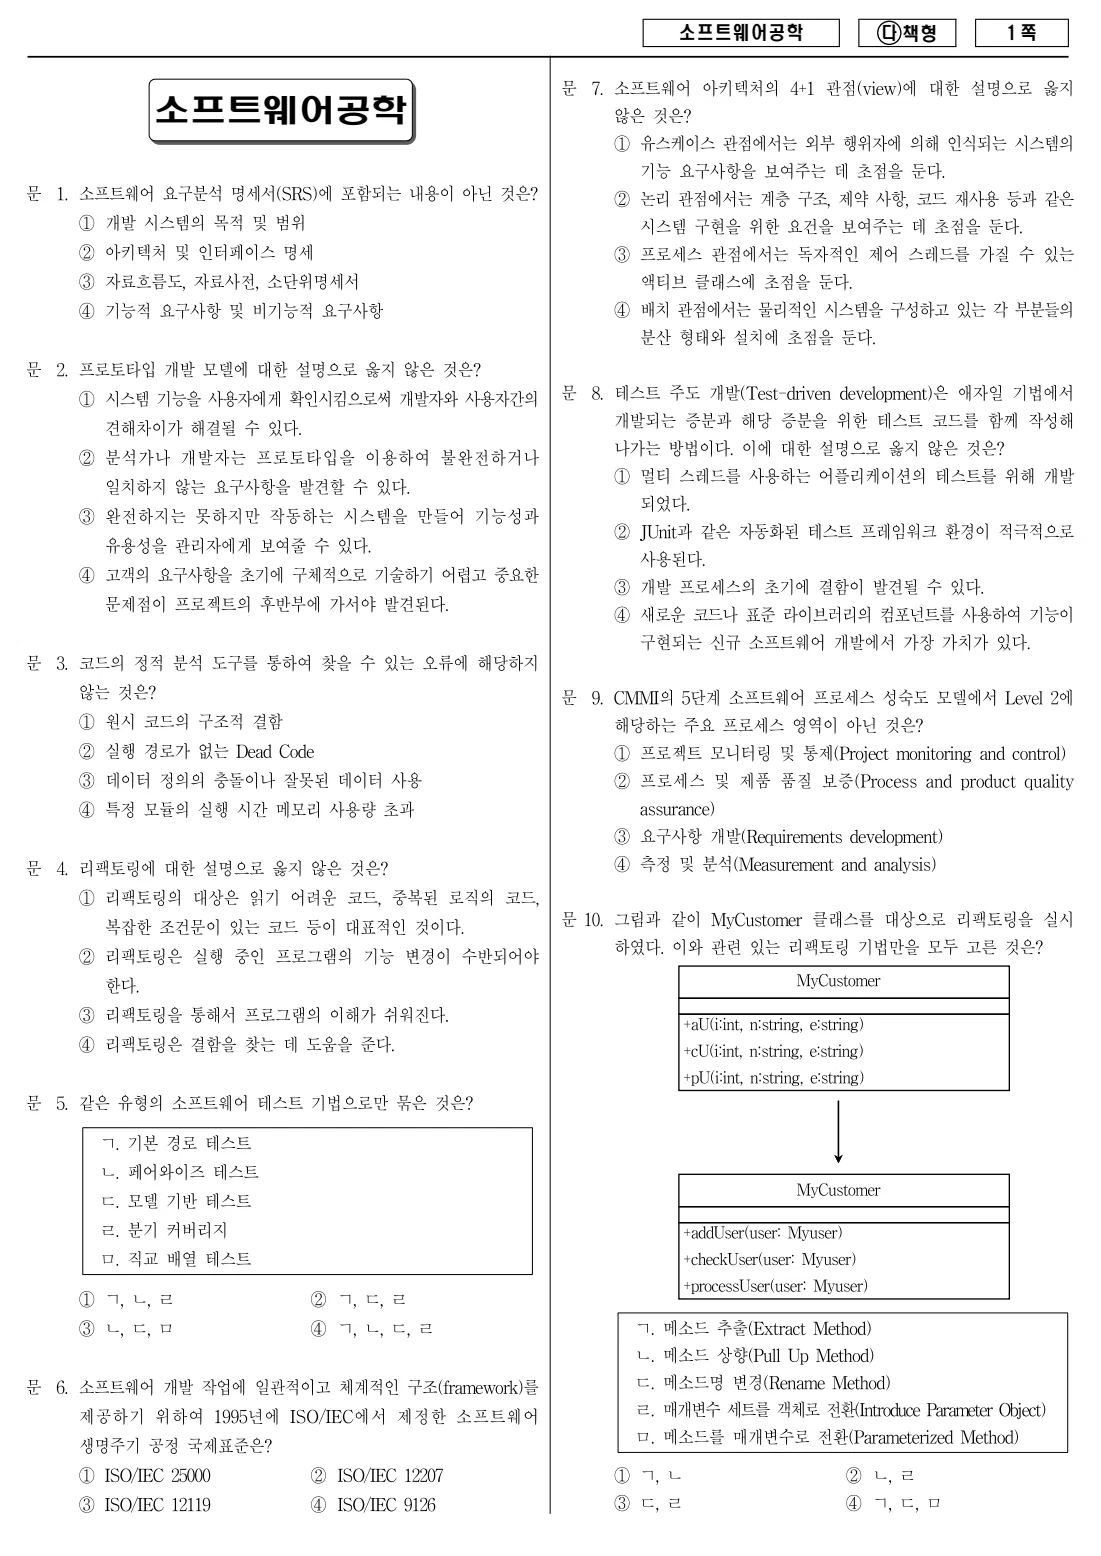 소프트웨어공학
㉰책형
1 쪽
소프트웨어공학
문 1. 소프트웨어 요구분석 명세서(SRS)에 포함되는 내용이 아닌 것은?
① 개발 시스템의 목적 및 범위
② 아키텍처 및 인터페이스 명세
③ 자료흐름도, 자료사전, 소단위명세서
④ 기능적 요구사항 및 비기능적 요구사항
문 2. 프로토타입 개발 모델에 대한 설명으로 옳지 않은 것은?
① 시스템 기능을 사용자에게 확인시킴으로써 개발자와 사용자간의
견해차이가 해결될 수 있다.
② 분석가나 개발자는 프로토타입을 이용하여 불완전하거나
일치하지 않는 요구사항을 발견할 수 있다.
③ 완전하지는 못하지만 작동하는 시스템을 만들어 기능성과
유용성을 관리자에게 보여줄 수 있다.
④ 고객의 요구사항을 초기에 구체적으로 기술하기 어렵고 중요한
문제점이 프로젝트의 후반부에 가서야 발견된다.
문 3. 코드의 정적 분석 도구를 통하여 찾을 수 있는 오류에 해당하지
않는 것은?
① 원시 코드의 구조적 결함
② 실행 경로가 없는 Dead Code
③ 데이터 정의의 충돌이나 잘못된 데이터 사용
④ 특정 모듈의 실행 시간 메모리 사용량 초과
문 4. 리팩토링에 대한 설명으로 옳지 않은 것은?
① 리팩토링의 대상은 읽기 어려운 코드, 중복된 로직의 코드,
복잡한 조건문이 있는 코드 등이 대표적인 것이다.
② 리팩토링은 실행 중인 프로그램의 기능 변경이 수반되어야
한다.
③ 리팩토링을 통해서 프로그램의 이해가 쉬워진다.
④ 리팩토링은 결함을 찾는 데 도움을 준다.
문 5. 같은 유형의 소프트웨어 테스트 기법으로만 묶은 것은?
ㄱ. 기본 경로 테스트
ㄴ. 페어와이즈 테스트
ㄷ. 모델 기반 테스트
ㄹ. 분기 커버리지
ㅁ. 직교 배열 테스트
① ㄱ, ㄴ, ㄹ ② ㄱ, ㄷ, ㄹ
③ ㄴ, ㄷ, ㅁ ④ ㄱ, ㄴ, ㄷ, ㄹ
문 6. 소프트웨어 개발 작업에 일관적이고 체계적인 구조(framework)를
제공하기 위하여 1995년에 ISO/IEC에서 제정한 소프트웨어
생명주기 공정 국제표준은?
① ISO/IEC 25000 ② ISO/IEC 12207
③ ISO/IEC 12119 ④ ISO/IEC 9126
문 7. 소프트웨어 아키텍처의 4+1 관점(view)에 대한 설명으로 옳지
않은 것은?
① 유스케이스 관점에서는 외부 행위자에 의해 인식되는 시스템의
기능 요구사항을 보여주는 데 초점을 둔다.
② 논리 관점에서는 계층 구조, 제약 사항, 코드 재사용 등과 같은
시스템 구현을 위한 요건을 보여주는 데 초점을 둔다.
③ 프로세스 관점에서는 독자적인 제어 스레드를 가질 수 있는
액티브 클래스에 초점을 둔다.
④ 배치 관점에서는 물리적인 시스템을 구성하고 있는 각 부분들의
분산 형태와 설치에 초점을 둔다.
문 8. 테스트 주도 개발(Test-driven development)은 애자일 기법에서
개발되는 증분과 해당 증분을 위한 테스트 코드를 함께 작성해
나가는 방법이다. 이에 대한 설명으로 옳지 않은 것은?
① 멀티 스레드를 사용하는 어플리케이션의 테스트를 위해 개발
되었다.
② JUnit과 같은 자동화된 테스트 프레임워크 환경이 적극적으로
사용된다.
③ 개발 프로세스의 초기에 결함이 발견될 수 있다.
④ 새로운 코드나 표준 라이브러리의 컴포넌트를 사용하여 기능이
구현되는 신규 소프트웨어 개발에서 가장 가치가 있다.
문 9. CMMI의 5단계 소프트웨어 프로세스 성숙도 모델에서 Level 2에
해당하는 주요 프로세스 영역이 아닌 것은?
① 프로젝트 모니터링 및 통제(Project monitoring and control)
② 프로세스 및 제품 품질 보증(Process and product quality
assurance)
③ 요구사항 개발(Requirements development)
④ 측정 및 분석(Measurement and analysis)
문 10. 그림과 같이 MyCustomer 클래스를 대상으로 리팩토링을 실시
하였다. 이와 관련 있는 리팩토링 기법만을 모두 고른 것은?
MyCustomer
+aU(i:int, n:string, e:string)
+cU(i:int, n:string, e:string)
+pU(i:int, n:string, e:string)
MyCustomer
+addUser(user: Myuser)
+checkUser(user: Myuser)
+processUser(user: Myuser)
ㄱ. 메소드 추출(Extract Method)
ㄴ. 메소드 상향(Pull Up Method)
ㄷ. 메소드명 변경(Rename Method)
ㄹ. 매개변수 세트를 객체로 전환(Introduce Parameter Object)
ㅁ. 메소드를 매개변수로 전환(Parameterized Method)
① ㄱ, ㄴ ② ㄴ, ㄹ
③ ㄷ, ㄹ ④ ㄱ, ㄷ, ㅁ